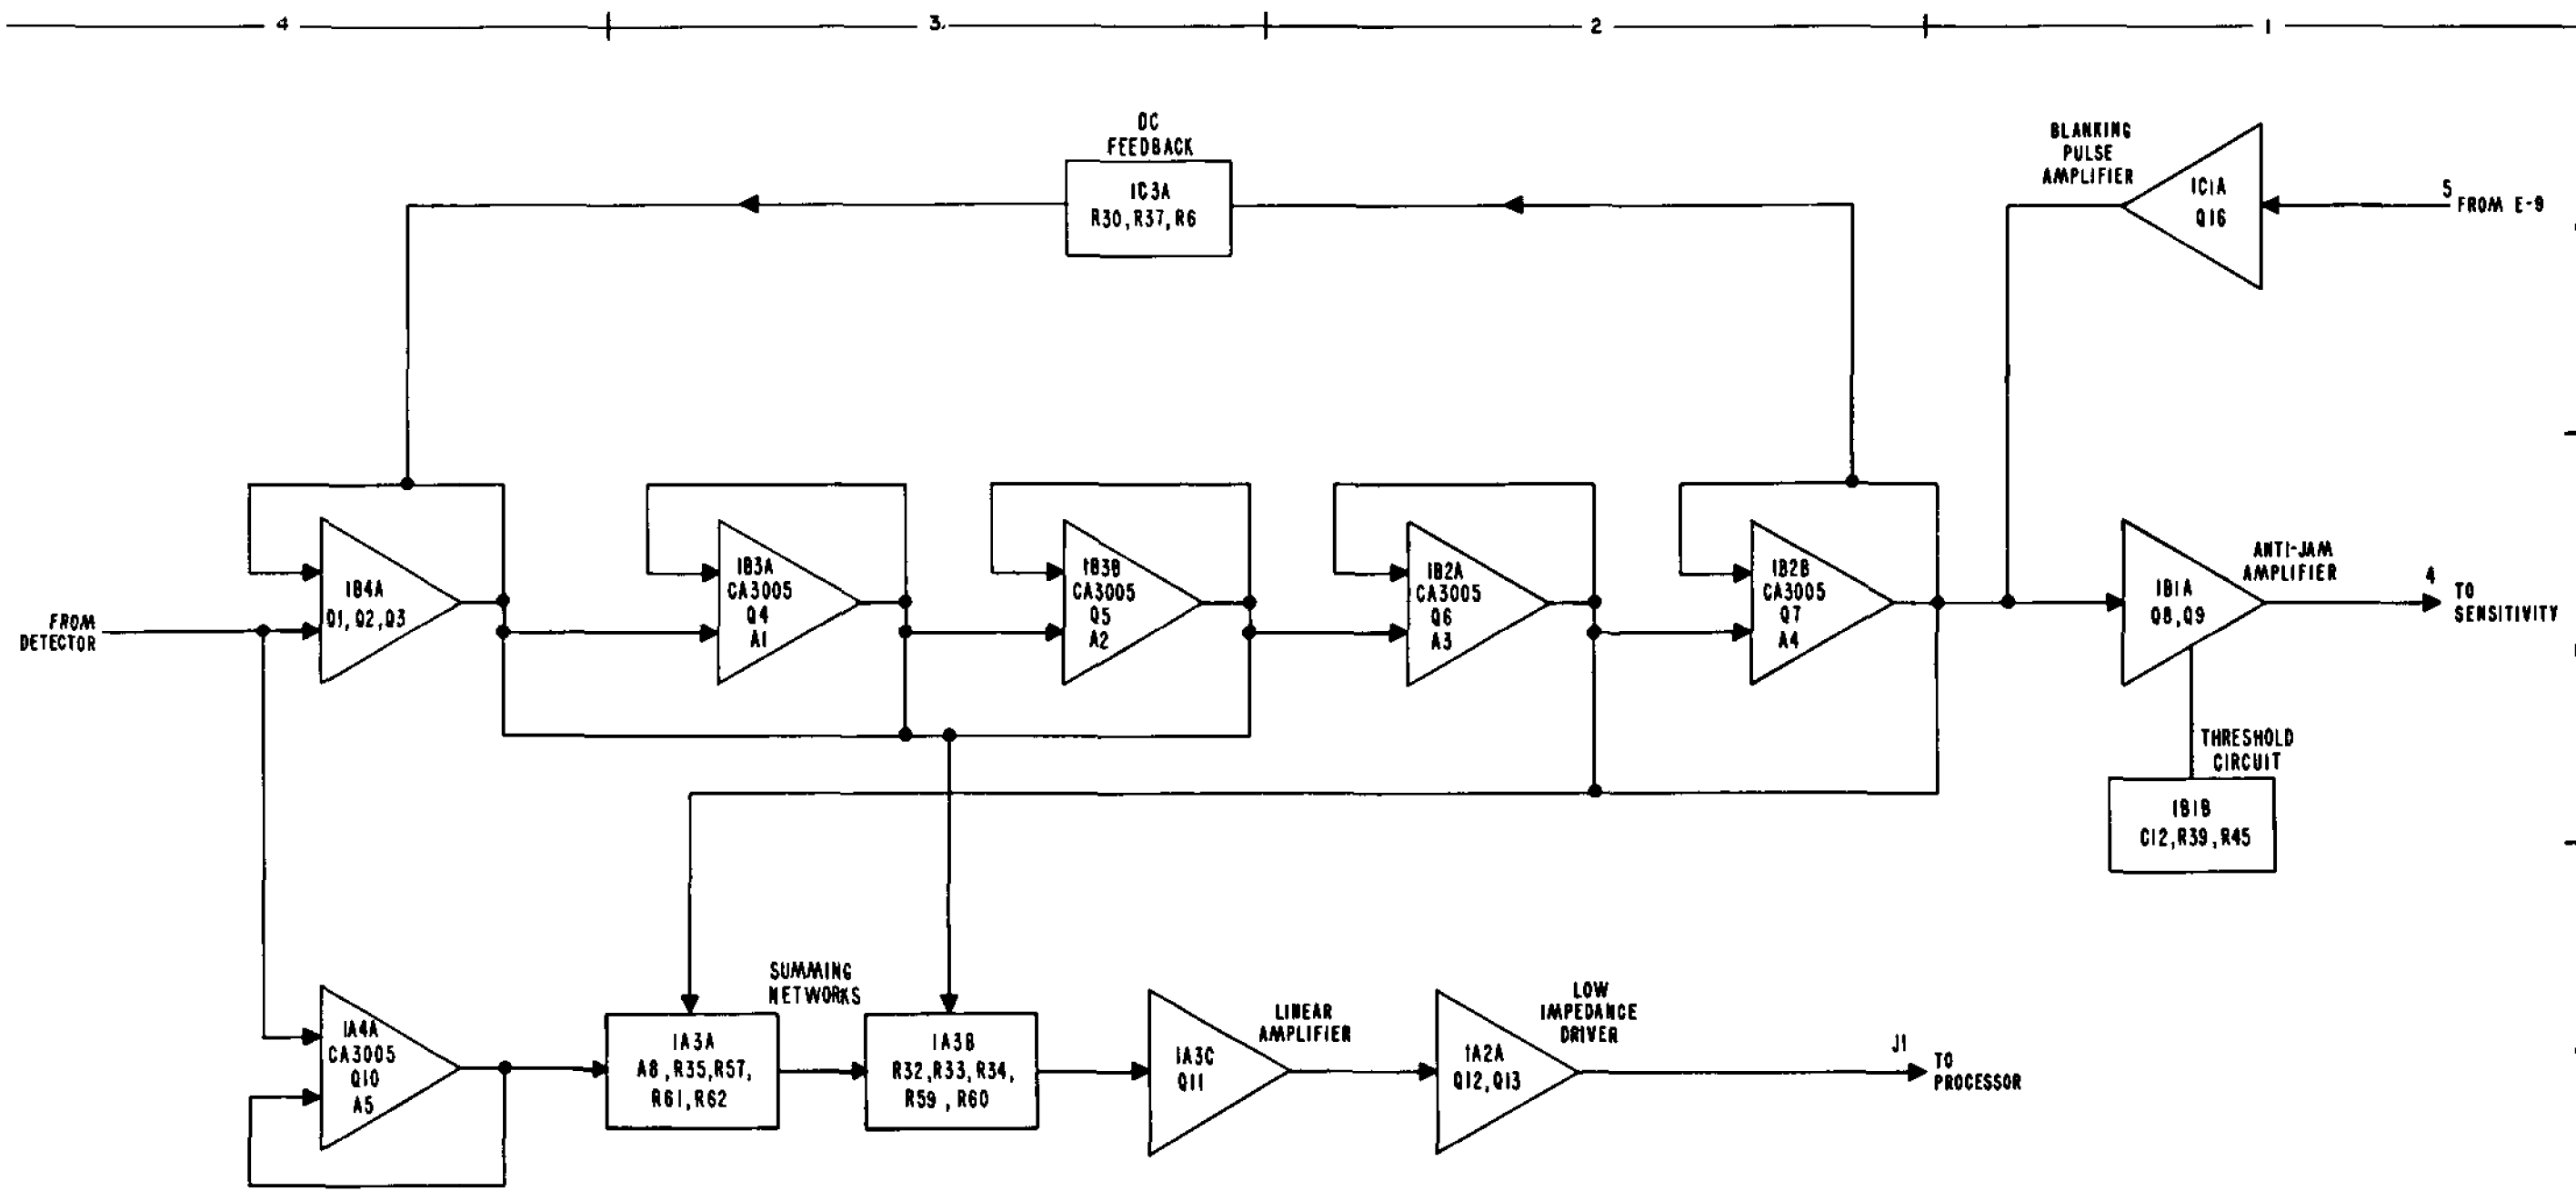 4 3. 2 1
DC
FEEDBACK
1C3A
R30, R37, R6
BLANKING
PULSE
AMPLIFIER
1C1A
Q16
5
FROM E-9
FROM
DETECTOR
1B4A
Q1, Q2, Q3
1B3A
CA3005
Q4
A1
1B3B
CA3005
Q5
A2
1B2A
CA3005
Q6
A3
1B2B
CA3005
Q7
A4
1B1A
Q8, Q9
ANTI-JAM
AMPLIFIER
4
TO
SENSITIVITY
THRESHOLD
CIRCUIT
1B1B
C12, R39, R45
1A4A
CA3005
Q10
A5
SUMMING
NETWORKS
1A3A
A8, R35, R57,
R61, R62
1A3B
R32, R33, R34,
R59, R60
1A3C
Q11
LINEAR
AMPLIFIER
1A2A
Q12, Q13
LOW
IMPEDANCE
DRIVER
J1
TO
PROCESSOR